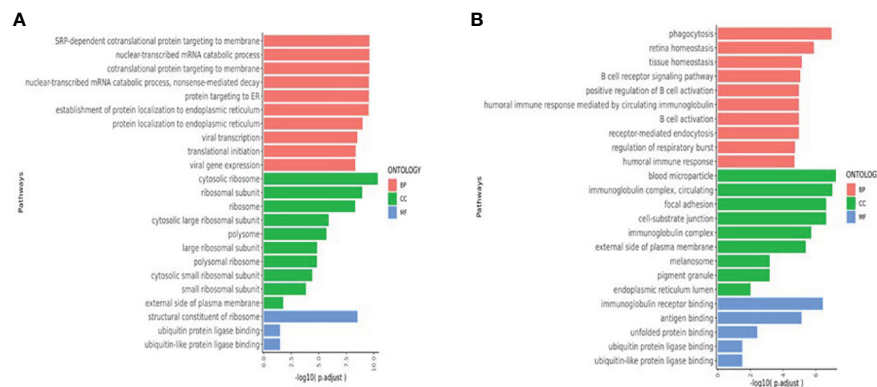 A
SRP-dependent cotranslational protein targeting to membrane
nuclear-transcribed mRNA catabolic process
cotranslational protein targeting to membrane
nuclear-transcribed mRNA catabolic process, nonsense-mediated decay
protein targeting to ER
establishment of protein localization to endoplasmic reticulum
protein localization to endoplasmic reticulum
viral transcription
translational initiation
viral gene expression
cytosolic ribosome
ribosomal subunit
ribosome
cytosolic large ribosomal subunit
polysome
large ribosomal subunit
polysomal ribosome
cytosolic small ribosomal subunit
small ribosomal subunit
external side of plasma membrane
structural constituent of ribosome
ubiquitin protein ligase binding
ubiquitin-like protein ligase binding
Pathways
0.0 2.5 5.0 7.5 10.0
-log10( p.adjust )
ONTOLOGY
BP
CC
MF
B
phagocytosis
retina homeostasis
tissue homeostasis
B cell receptor signaling pathway
positive regulation of B cell activation
humoral immune response mediated by circulating immunoglobulin
B cell activation
receptor-mediated endocytosis
regulation of respiratory burst
humoral immune response
blood microparticle
immunoglobulin complex, circulating
focal adhesion
cell-substrate junction
immunoglobulin complex
external side of plasma membrane
melanosome
pigment granule
endoplasmic reticulum lumen
immunoglobulin receptor binding
antigen binding
unfolded protein binding
ubiquitin protein ligase binding
ubiquitin-like protein ligase binding
Pathways
0 2 4 6
-log10( p.adjust )
ONTOLOGY
BP
CC
MF